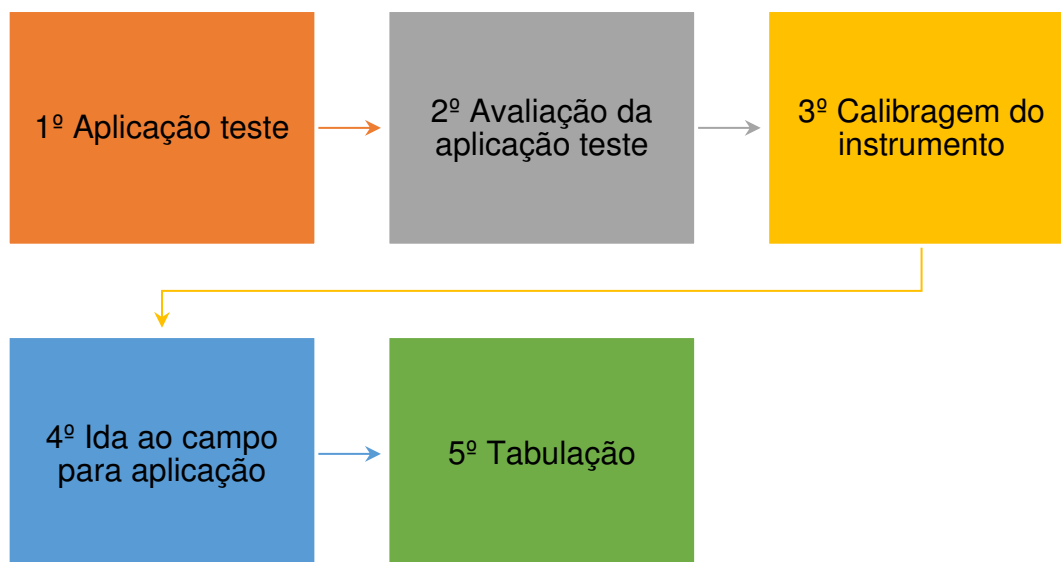 1º Aplicação teste
2º Avaliação da
aplicação teste
3º Calibragem do
instrumento
4º Ida ao campo
para aplicação
5º Tabulação